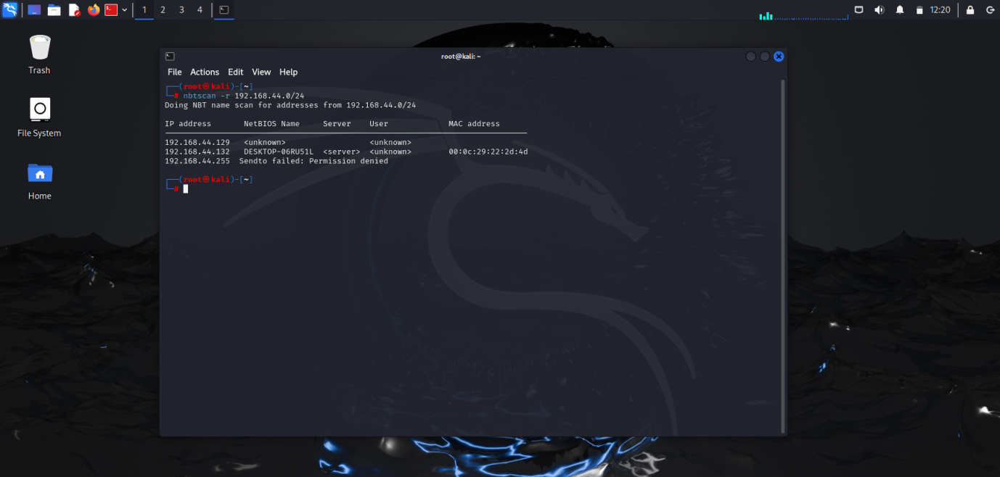 1 2 3 4 12:20
Trash
File System
Home
root@kali: ~
File Actions Edit View Help
┌──(root㉿kali)-[~]
└─# nbtscan -r 192.168.44.0/24
Doing NBT name scan for addresses from 192.168.44.0/24
IP address NetBIOS Name Server User MAC address
192.168.44.129 <unknown> <unknown>
192.168.44.132 DESKTOP-06RU51L <server> <unknown> 00:0c:29:22:2d:4d
192.168.44.255 Sendto failed: Permission denied
┌──(root㉿kali)-[~]
└─#